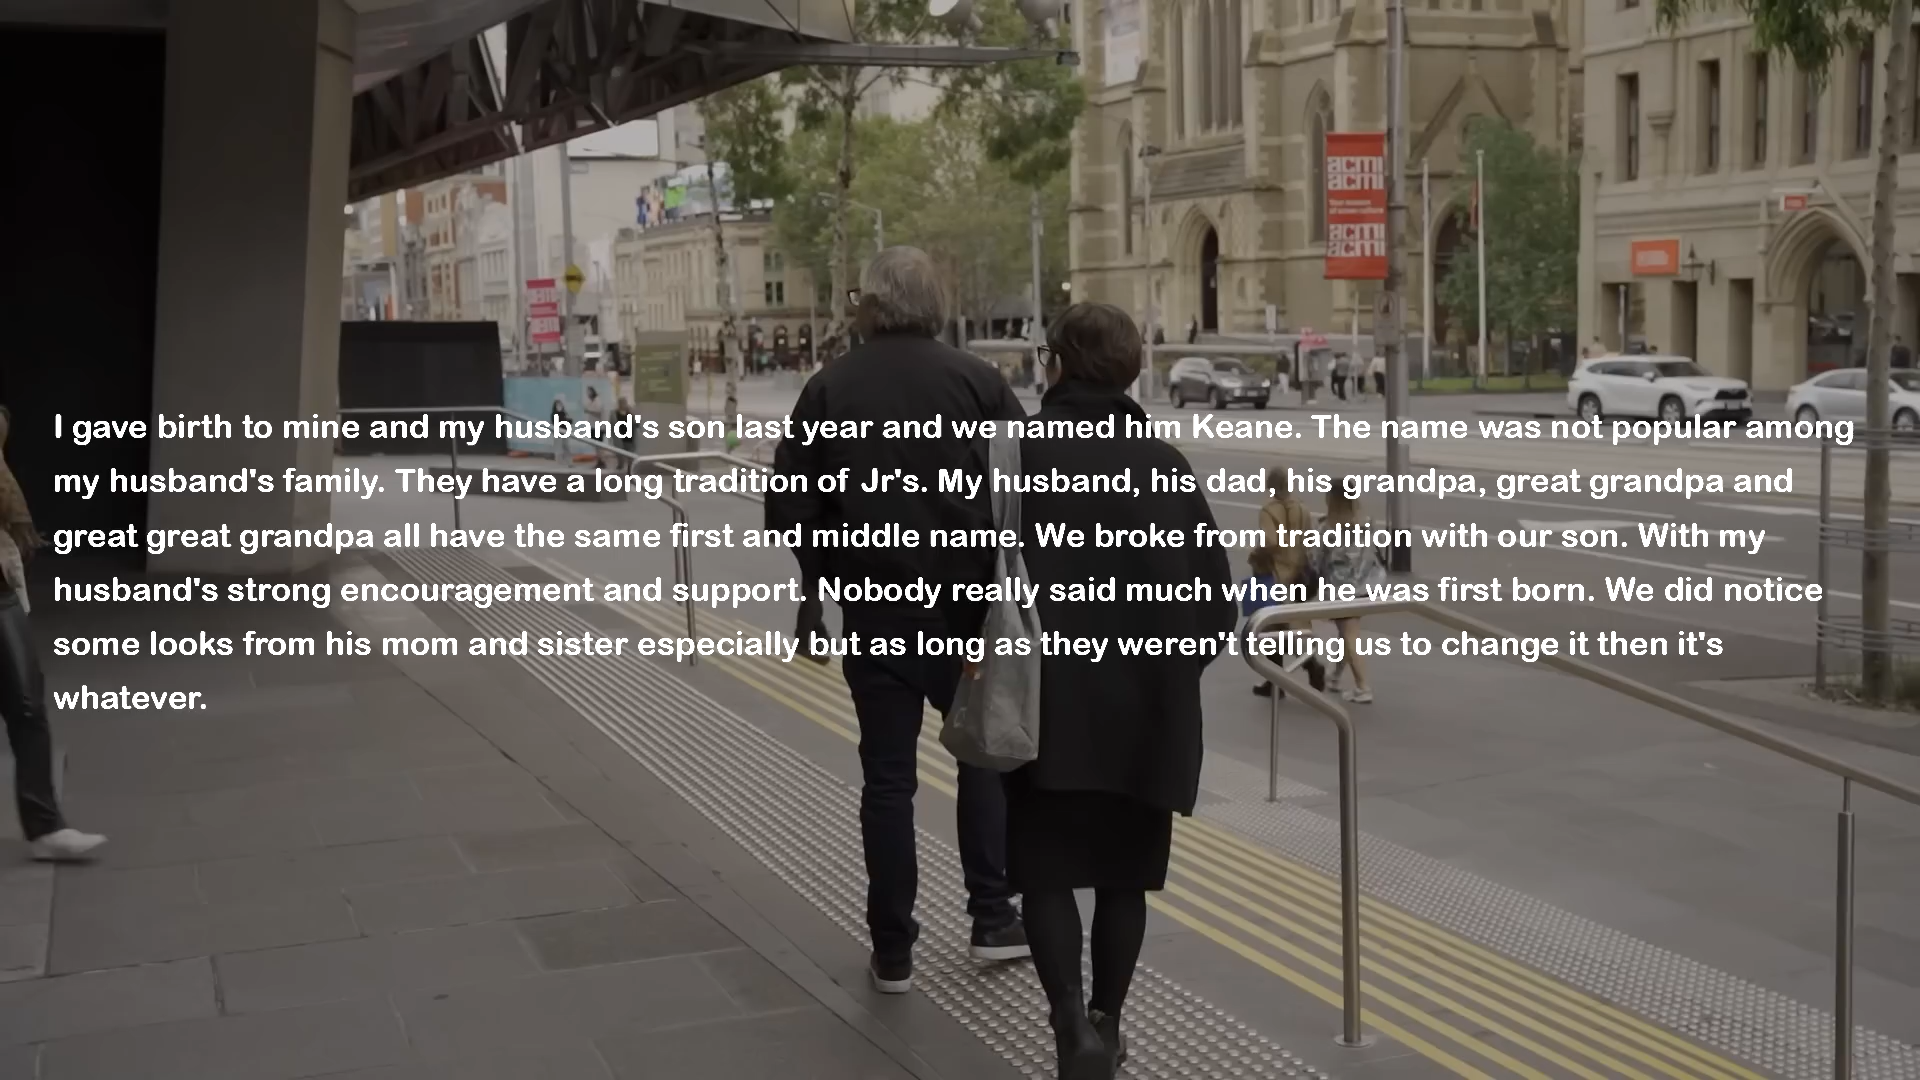 acmi
acmi
acmi
acmi
I gave birth to mine and my husband's son last year and we named him Keane. The name was not popular among
my husband's family. They have a long tradition of Jr's. My husband, his dad, his grandpa, great grandpa and
great great grandpa all have the same first and middle name. We broke from tradition with our son. With my
husband's strong encouragement and support. Nobody really said much when he was first born. We did notice
some looks from his mom and sister especially but as long as they weren't telling us to change it then it's
whatever.